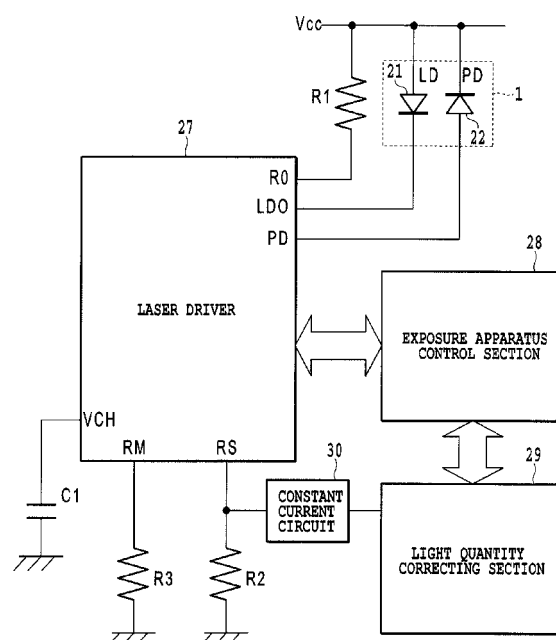 Vcc
21
LD
PD
1
R1
22
27
R0
LDO
PD
28
LASER DRIVER
EXPOSURE APPARATUS
CONTROL SECTION
VCH
RM
RS
30
29
C1
CONSTANT
CURRENT
CIRCUIT
LIGHT QUANTITY
CORRECTING SECTION
R3
R2